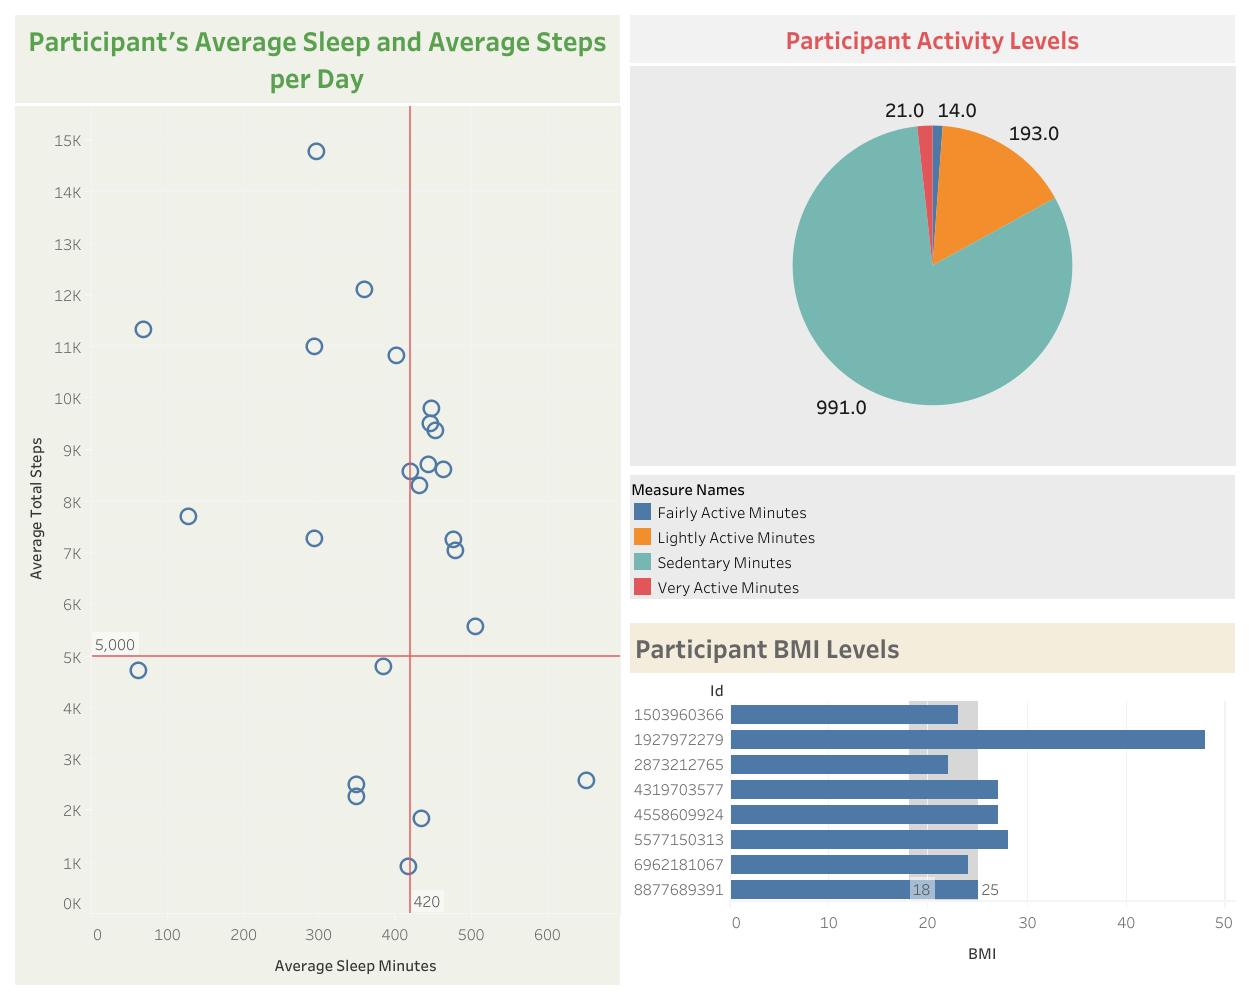 Participant's Average Sleep and Average Steps
per Day
15K
14K
13K
12K
11K
10K
9K
8K
7K
6K
5,000
5K
4K
3K
2K
1K
0K
420
Average Total Steps
0 100 200 300 400 500 600
Average Sleep Minutes
Participant Activity Levels
21.0 14.0
193.0
991.0
Measure Names
Fairly Active Minutes
Lightly Active Minutes
Sedentary Minutes
Very Active Minutes
Participant BMI Levels
Id
1503960366
1927972279
2873212765
4319703577
4558609924
5577150313
6962181067
8877689391 18 25
0 10 20 30 40 50
BMI